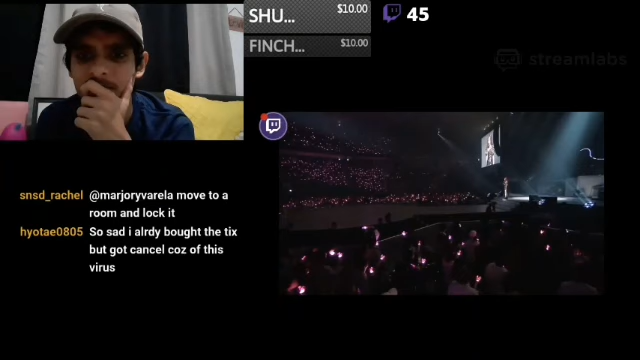 SHU...
$10.00
FINCH...
$10.00
45
streamlabs
snsd_rachel @marjoryvarela move to a
room and lock it
hyotae0805 So sad i alrdy bought the tix
but got cancel coz of this
virus